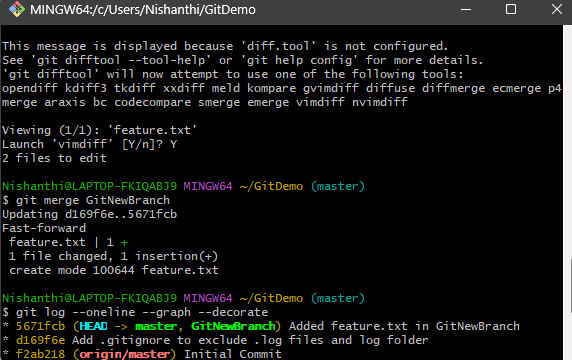 MINGW64:/c/Users/Nishanthi/GitDemo
This message is displayed because 'diff.tool' is not configured.
See 'git difftool --tool-help' or 'git help config' for more details.
'git difftool' will now attempt to use one of the following tools:
opendiff kdiff3 tkdiff xxdiff meld kompare gvimdiff diffuse diffmerge ecmerge p4
merge araxis bc codecompare smerge emerge vimdiff nvimdiff
Viewing (1/1): 'feature.txt'
Launch 'vimdiff' [Y/n]? Y
2 files to edit
Nishanthi@LAPTOP-FKIQABJ9 MINGW64 ~/GitDemo (master)
$ git merge GitNewBranch
Updating d169f6e..5671fcb
Fast-forward
feature.txt | 1 +
1 file changed, 1 insertion(+)
create mode 100644 feature.txt
Nishanthi@LAPTOP-FKIQABJ9 MINGW64 ~/GitDemo (master)
$ git log --oneline --graph --decorate
* 5671fcb (HEAD -> master, GitNewBranch) Added feature.txt in GitNewBranch
* d169f6e Add .gitignore to exclude .log files and log folder
* f2ab218 (origin/master) Initial Commit